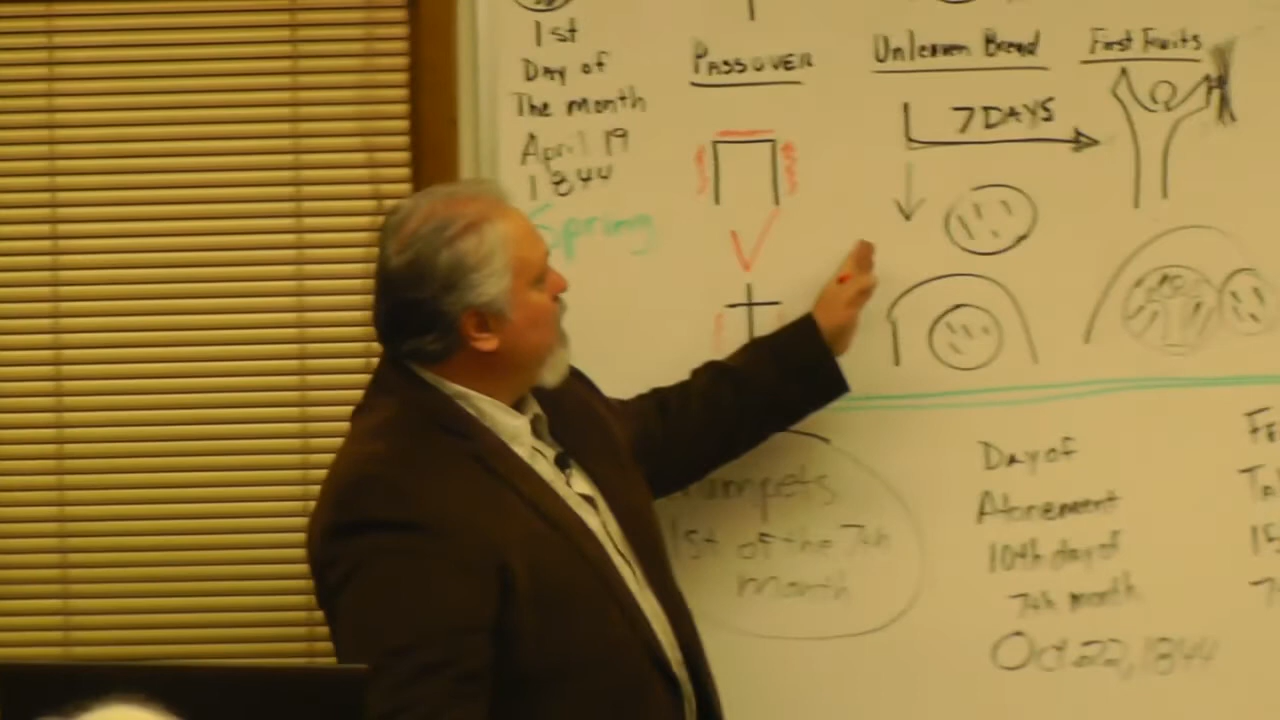 1st
Day of
The month
April 19
1844
Spring
PASSOVER
Unleaven Bread
7 DAYS
First Fruits
1st of the 7th
month
Day of
Atonement
10th day of
7th month
Oct 22, 1844